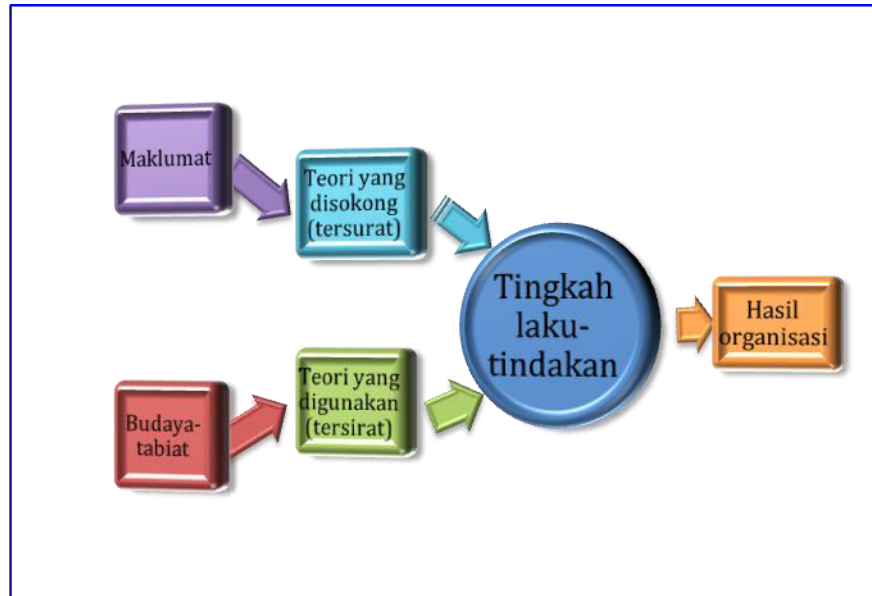 Maklumat
Teori yang
disokong
(tersurat)
Budaya-
tabiat
Teori yang
digunakan
(tersirat)
Tingkah
laku-
tindakan
Hasil
organisasi